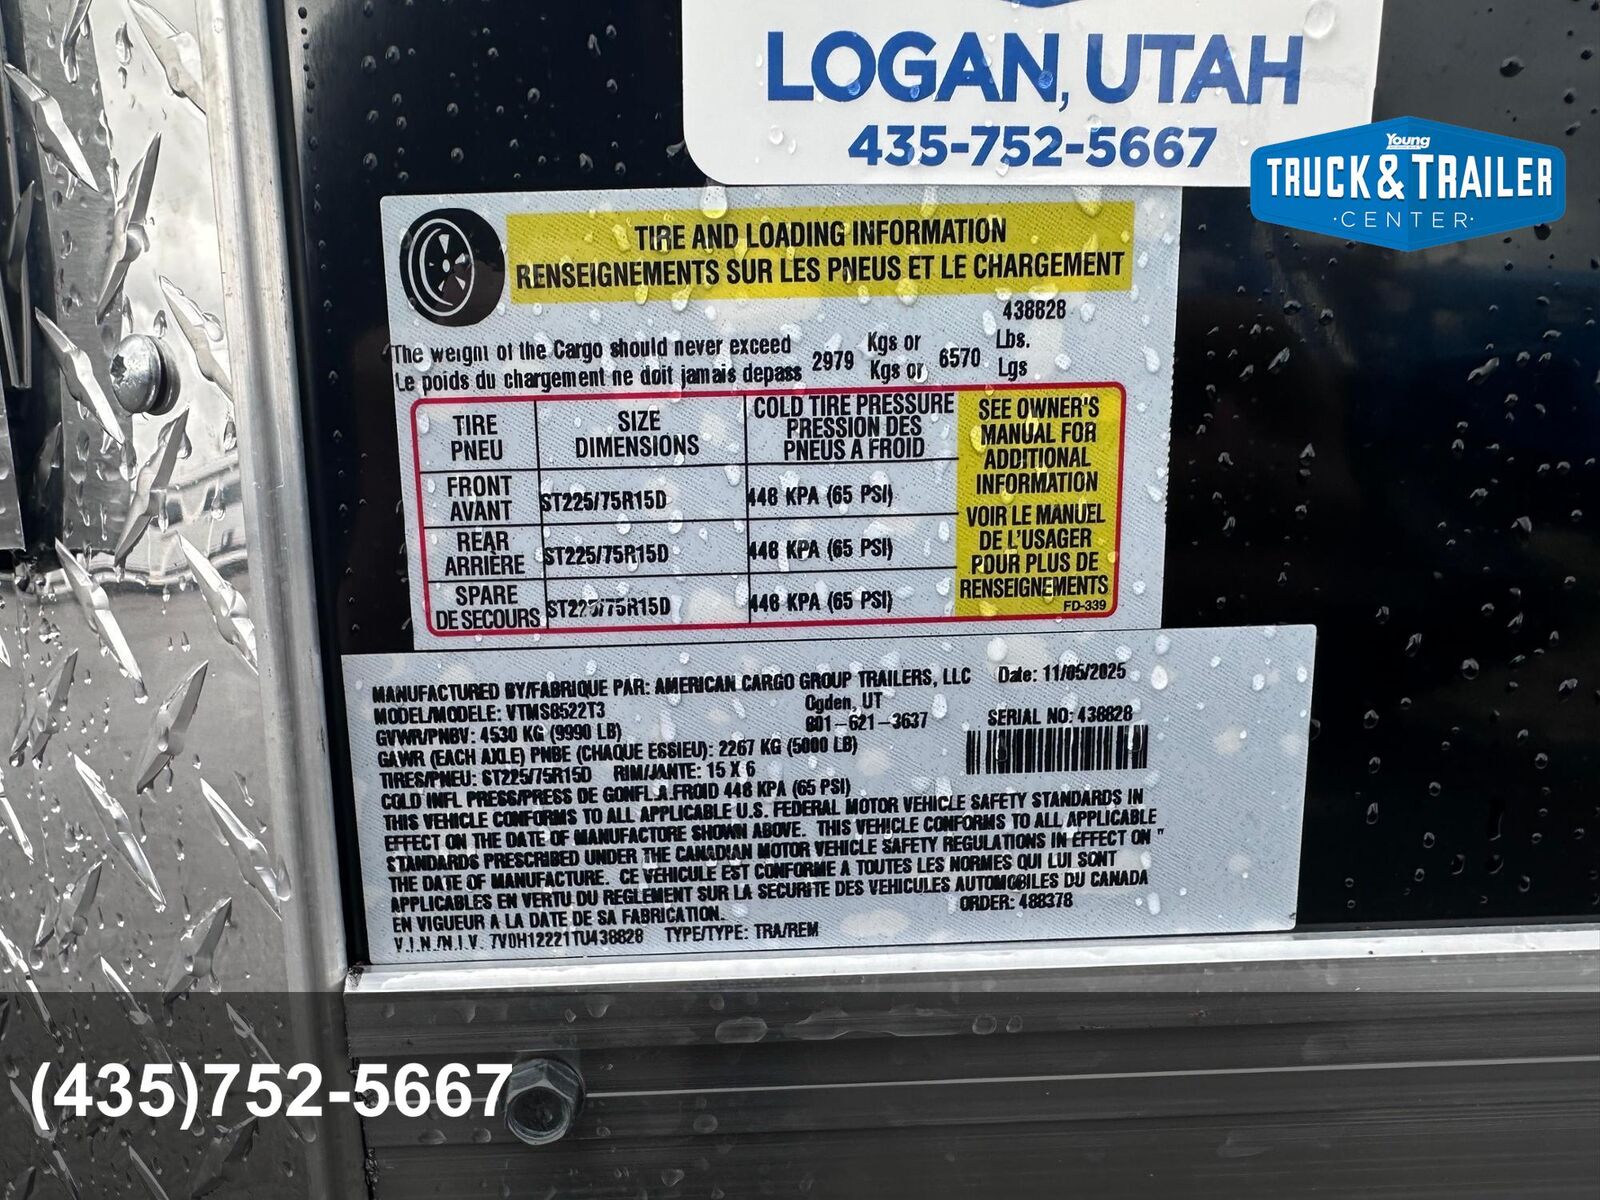 LOGAN, UTAH
435-752-5667
Young
TRUCK & TRAILER
·CENTER·
TIRE AND LOADING INFORMATION
RENSEIGNEMENTS SUR LES PNEUS ET LE CHARGEMENT
438828
The weight of the Cargo should never exceed 2979 Kgs or 6570 Lbs.
Le poids du chargement ne doit jamais depass Kgs or Lgs
TIRE PNEU SIZE DIMENSIONS COLD TIRE PRESSURE PRESSION DES PNEUS A FROID
FRONT AVANT ST225/75R15D 448 KPA (65 PSI)
REAR ARRIÈRE ST225/75R15D 448 KPA (65 PSI)
SPARE DE SECOURS ST225/75R15D 448 KPA (65 PSI)
SEE OWNER'S
MANUAL FOR
ADDITIONAL
INFORMATION
VOIR LE MANUEL
DE L'USAGER
POUR PLUS DE
RENSEIGNEMENTS
FD-339
MANUFACTURED BY/FABRIQUE PAR: AMERICAN CARGO GROUP TRAILERS, LLC Date: 11/05/2025
MODEL/MODELE: VTMS8522T3 Ogden, UT
GVWR/PNBV: 4530 KG (9990 LB) 801-621-3637 SERIAL NO: 438828
GAWR (EACH AXLE) PNBE (CHAQUE ESSIEU): 2267 KG (5000 LB)
TIRES/PNEU: ST225/75R15D RIM/JANTE: 15 X 6
COLD INFL PRESS/PRESS DE GONFL.A.FROID 448 KPA (65 PSI)
THIS VEHICLE CONFORMS TO ALL APPLICABLE U.S. FEDERAL MOTOR VEHICLE SAFETY STANDARDS IN
EFFECT ON THE DATE OF MANUFACTORE SHOWN ABOVE. THIS VEHICLE CONFORMS TO ALL APPLICABLE
STANDARDS PRESCRIBED UNDER THE CANADIAN MOTOR VEHICLE SAFETY REGULATIONS IN EFFECT ON "
THE DATE OF MANUFACTURE. CE VEHICULE EST CONFORME A TOUTES LES NORMES QUI LUI SONT
APPLICABLES EN VERTU DU REGLEMENT SUR LA SECURITE DES VEHICULES AUTOMOBILES DU CANADA
EN VIGUEUR A LA DATE DE SA FABRICATION. ORDER: 488378
V.I.N./N.I.V. 7V0H12221TU438828 TYPE/TYPE: TRA/REM
(435)752-5667